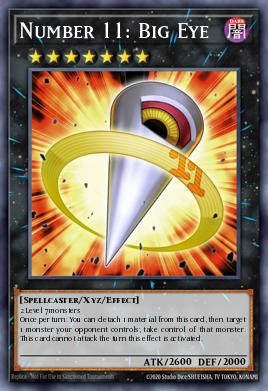 Number 11: Big Eye
DARK
闇
11
[Spellcaster/Xyz/Effect]
2 Level 7 monsters
Once per turn: You can detach 1 material from this card, then target
1 monster your opponent controls; take control of that monster.
This card cannot attack the turn this effect is activated.
ATK/2600 DEF/2000
Replica - Not For Use in Sanctioned Tournaments
©2020 Studio Dice/SHUEISHA, TV TOKYO, KONAMI